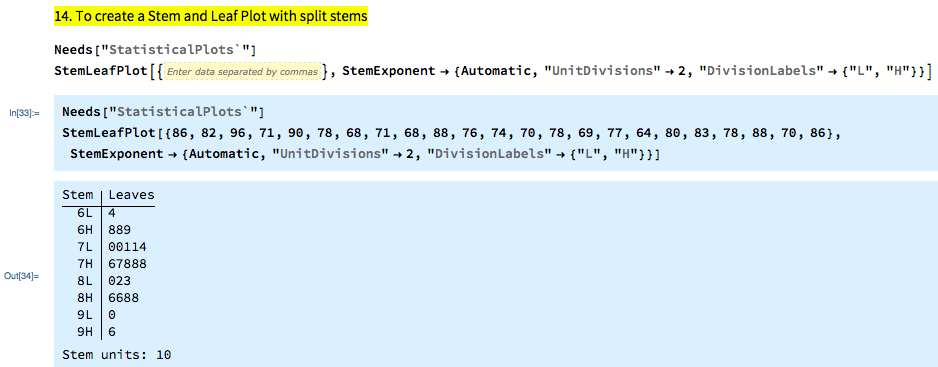 14. To create a Stem and Leaf Plot with split stems
Needs["StatisticalPlots`"]
StemLeafPlot[{Enter data separated by commas}, StemExponent → {Automatic, "UnitDivisions" → 2, "DivisionLabels" → {"L", "H"}}]
In[33]:= Needs["StatisticalPlots`"]
StemLeafPlot[{86, 82, 96, 71, 90, 78, 68, 71, 68, 88, 76, 74, 70, 78, 69, 77, 64, 80, 83, 78, 88, 70, 86},
StemExponent → {Automatic, "UnitDivisions" → 2, "DivisionLabels" → {"L", "H"}}]
Stem Leaves
6L 4
6H 889
7L 00114
7H 67888
Out[34]= 8L 023
8H 6688
9L 0
9H 6
Stem units: 10